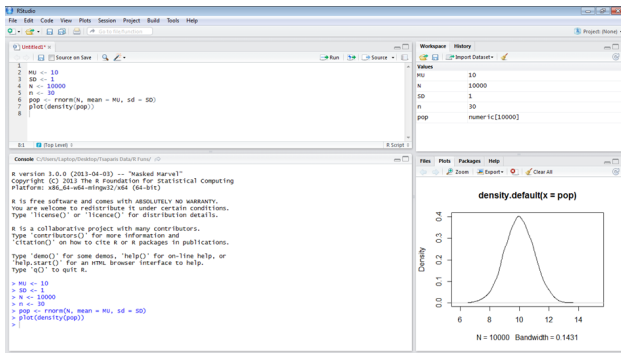 RStudio
File Edit Code View Plots Session Project Build Tools Help
Go to file/function
Project: (None)
Untitled1* ×
Source on Save
Run
Source
1
2 MU <- 10
3 SD <- 1
4 N <- 10000
5 n <- 30
6 pop <- rnorm(N, mean = MU, sd = SD)
7 plot(density(pop))
8
8:1 (Top Level) R Script
Console C:/Users/Laptop/Desktop/Tsaparis Data/R Funs/
R version 3.0.0 (2013-04-03) -- "Masked Marvel"
Copyright (C) 2013 The R Foundation for Statistical Computing
Platform: x86_64-w64-mingw32/x64 (64-bit)
R is free software and comes with ABSOLUTELY NO WARRANTY.
You are welcome to redistribute it under certain conditions.
Type 'license()' or 'licence()' for distribution details.
R is a collaborative project with many contributors.
Type 'contributors()' for more information and
'citation()' on how to cite R or R packages in publications.
Type 'demo()' for some demos, 'help()' for on-line help, or
'help.start()' for an HTML browser interface to help.
Type 'q()' to quit R.
> MU <- 10
> SD <- 1
> N <- 10000
> n <- 30
> pop <- rnorm(N, mean = MU, sd = SD)
> plot(density(pop))
>
Workspace History
Import Dataset
Values
MU 10
N 10000
SD 1
n 30
pop numeric[10000]
Files Plots Packages Help
Zoom Export Clear All
density.default(x = pop)
Density
0.4
0.3
0.2
0.1
0.0
6 8 10 12 14
N = 10000 Bandwidth = 0.1431